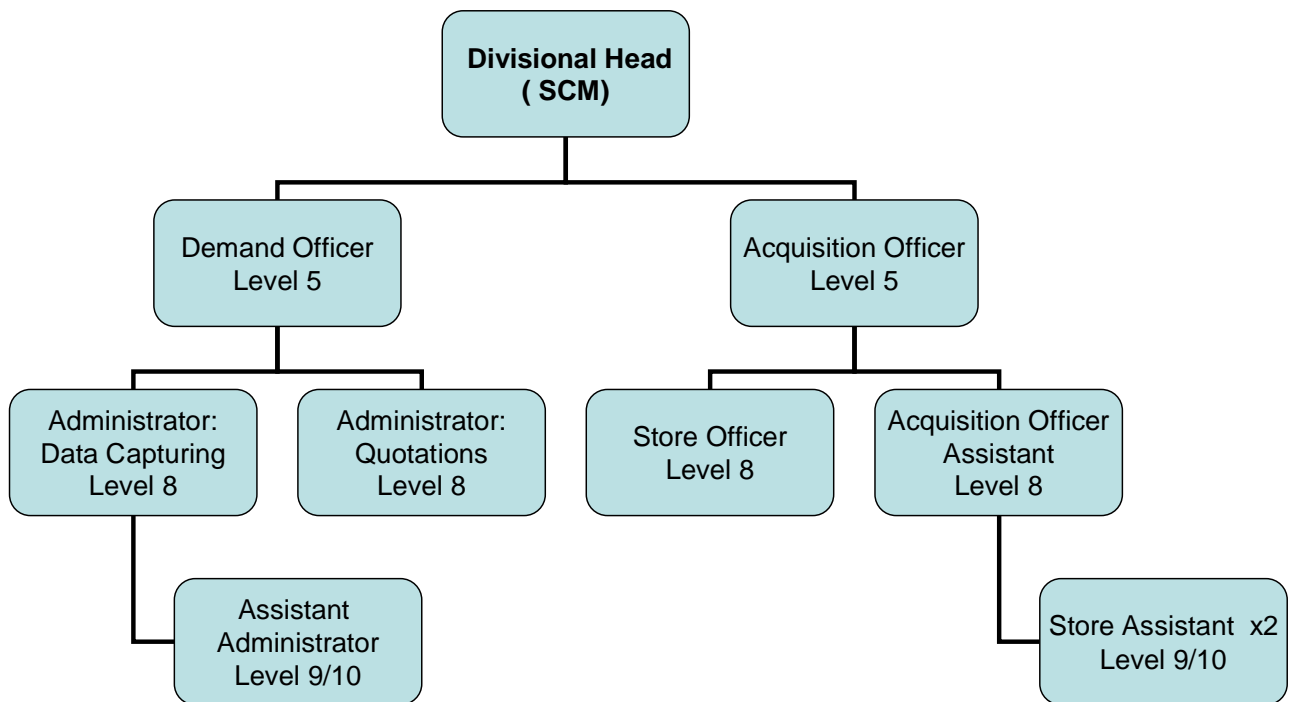 Divisional Head
( SCM)
Demand Officer
Level 5
Acquisition Officer
Level 5
Administrator:
Data Capturing
Level 8
Administrator:
Quotations
Level 8
Store Officer
Level 8
Acquisition Officer
Assistant
Level 8
Assistant
Administrator
Level 9/10
Store Assistant x2
Level 9/10